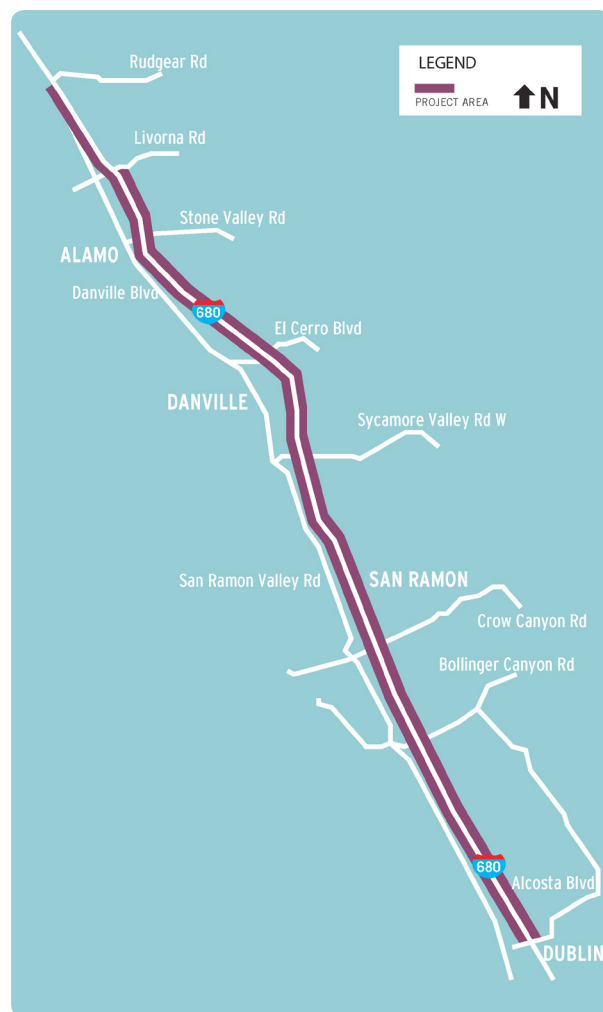 Rudgear Rd
LEGEND
PROJECT AREA
N
Livorna Rd
Stone Valley Rd
ALAMO
Danville Blvd
680
El Cerro Blvd
DANVILLE
Sycamore Valley Rd W
San Ramon Valley Rd
SAN RAMON
Crow Canyon Rd
Bollinger Canyon Rd
680
Alcosta Blvd
DUBLIN